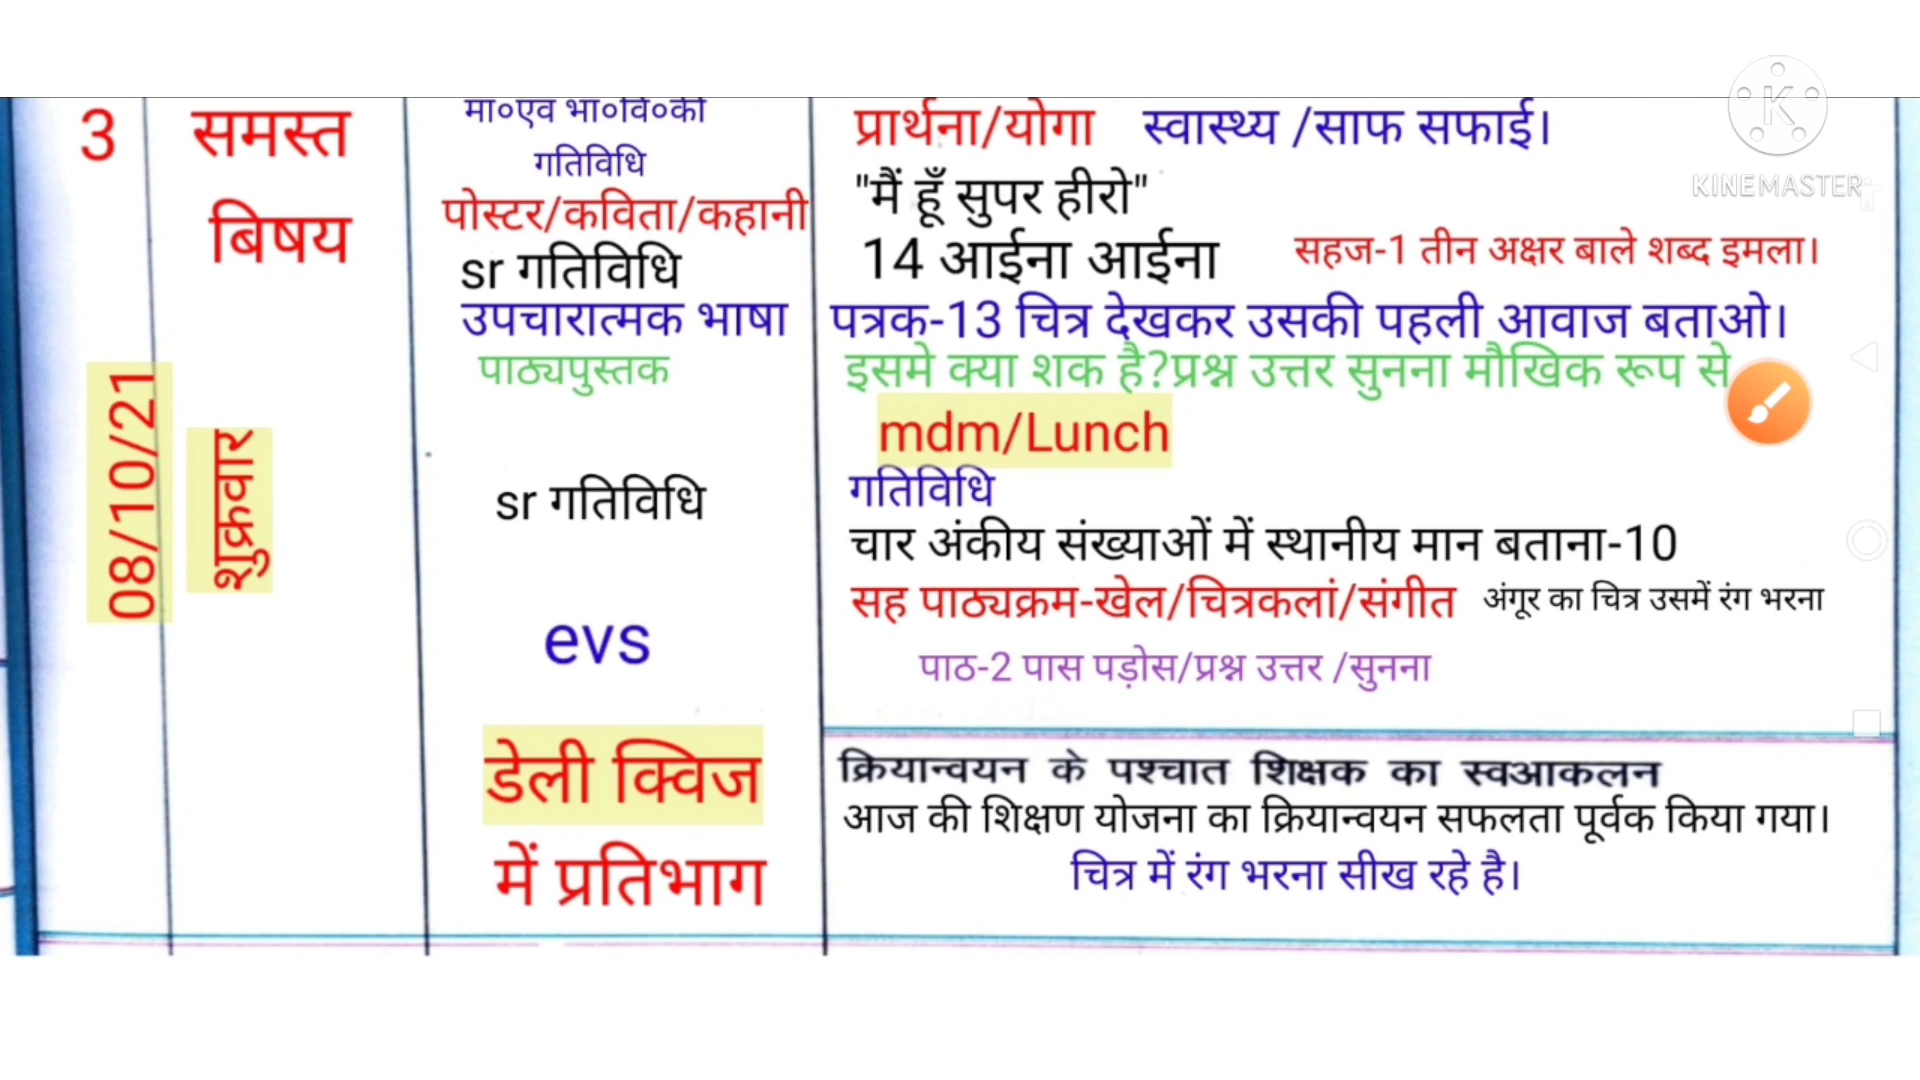 3
समस्त
बिषय
08/10/21
शुक्रवार
मा०एव भा०वि०की
गतिविधि
पोस्टर/कविता/कहानी
sr गतिविधि
उपचारात्मक भाषा
पाठ्यपुस्तक
sr गतिविधि
evs
डेली क्विज
में प्रतिभाग
प्रार्थना/योगा स्वास्थ्य /साफ सफाई।
"मैं हूँ सुपर हीरो"
14 आईना आईना सहज-1 तीन अक्षर बाले शब्द इमला।
पत्रक-13 चित्र देखकर उसकी पहली आवाज बताओ।
इसमे क्या शक है?प्रश्न उत्तर सुनना मौखिक रूप से
mdm/Lunch
गतिविधि
चार अंकीय संख्याओं में स्थानीय मान बताना-10
सह पाठ्यक्रम-खेल/चित्रकलां/संगीत अंगूर का चित्र उसमें रंग भरना
पाठ-2 पास पड़ोस/प्रश्न उत्तर /सुनना
क्रियान्वयन के पश्चात शिक्षक का स्वआकलन
आज की शिक्षण योजना का क्रियान्वयन सफलता पूर्वक किया गया।
चित्र में रंग भरना सीख रहे है।
K
KINEMASTER